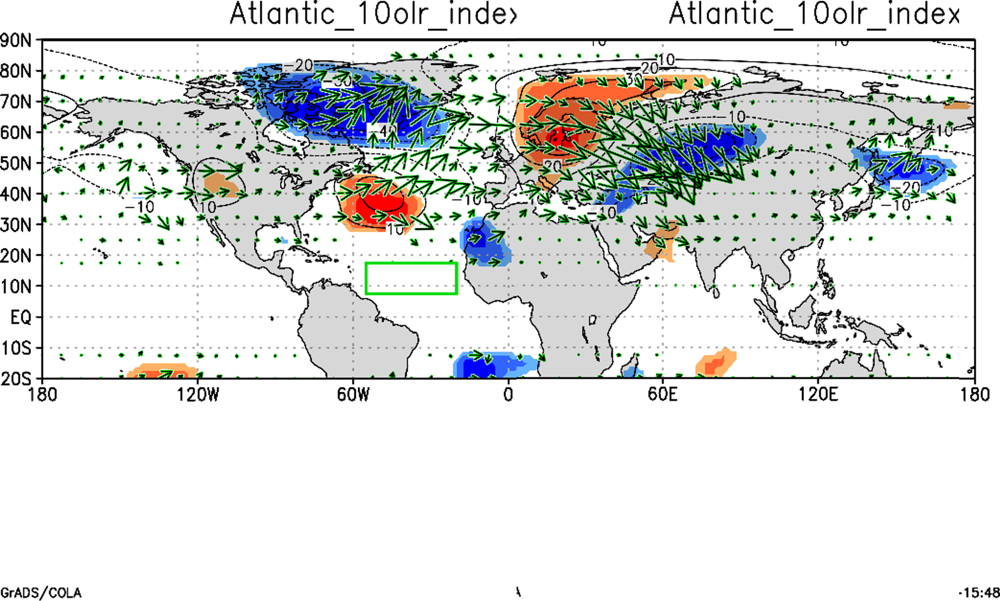 Atlantic_10olr_index Atlantic_10olr_index
90N
10 10
10
80N -20 20
-30 30
70N
-10
60N -40 10
50N
20
40N -20
-10 10 -10 -10 -10
30N 10
20N
10N
EQ
10S
20S
180 120W 60W 0 60E 120E 180
GrADS/COLA -15:48